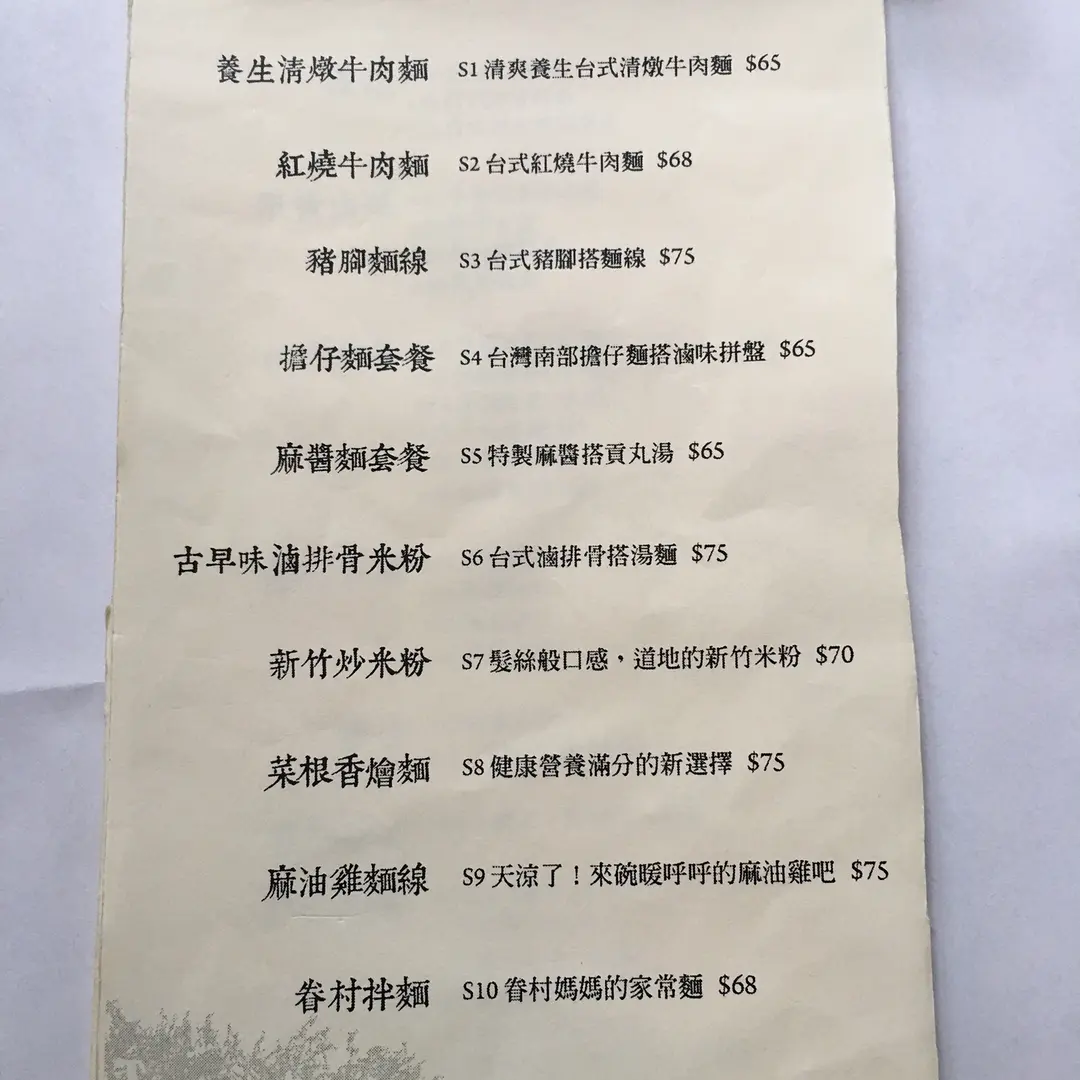 養生清燉牛肉麵 S1 清爽養生台式清燉牛肉麵 $65
紅燒牛肉麵 S2 台式紅燒牛肉麵 $68
豬腳麵線 S3 台式豬腳搭麵線 $75
擔仔麵套餐 S4 台灣南部擔仔麵搭滷味拼盤 $65
麻醬麵套餐 S5 特製麻醬搭貢丸湯 $65
古早味滷排骨米粉 S6 台式滷排骨搭湯麵 $75
新竹炒米粉 S7 髮絲般口感，道地的新竹米粉 $70
菜根香燴麵 S8 健康營養滿分的新選擇 $75
麻油雞麵線 S9 天涼了！來碗暖呼呼的麻油雞吧 $75
眷村拌麵 S10 眷村媽媽的家常麵 $68